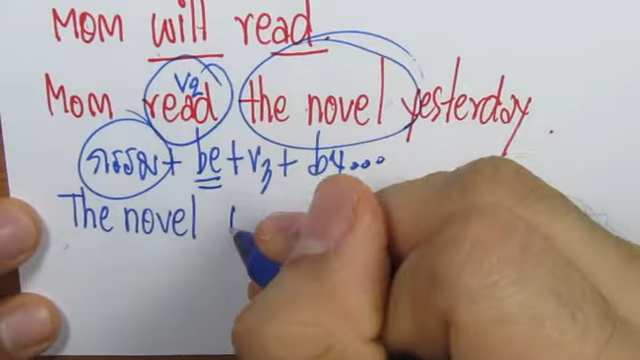 Mom will read.
V2
Mom read the novel yesterday.
กรรม + be + V3 + by...
The novel